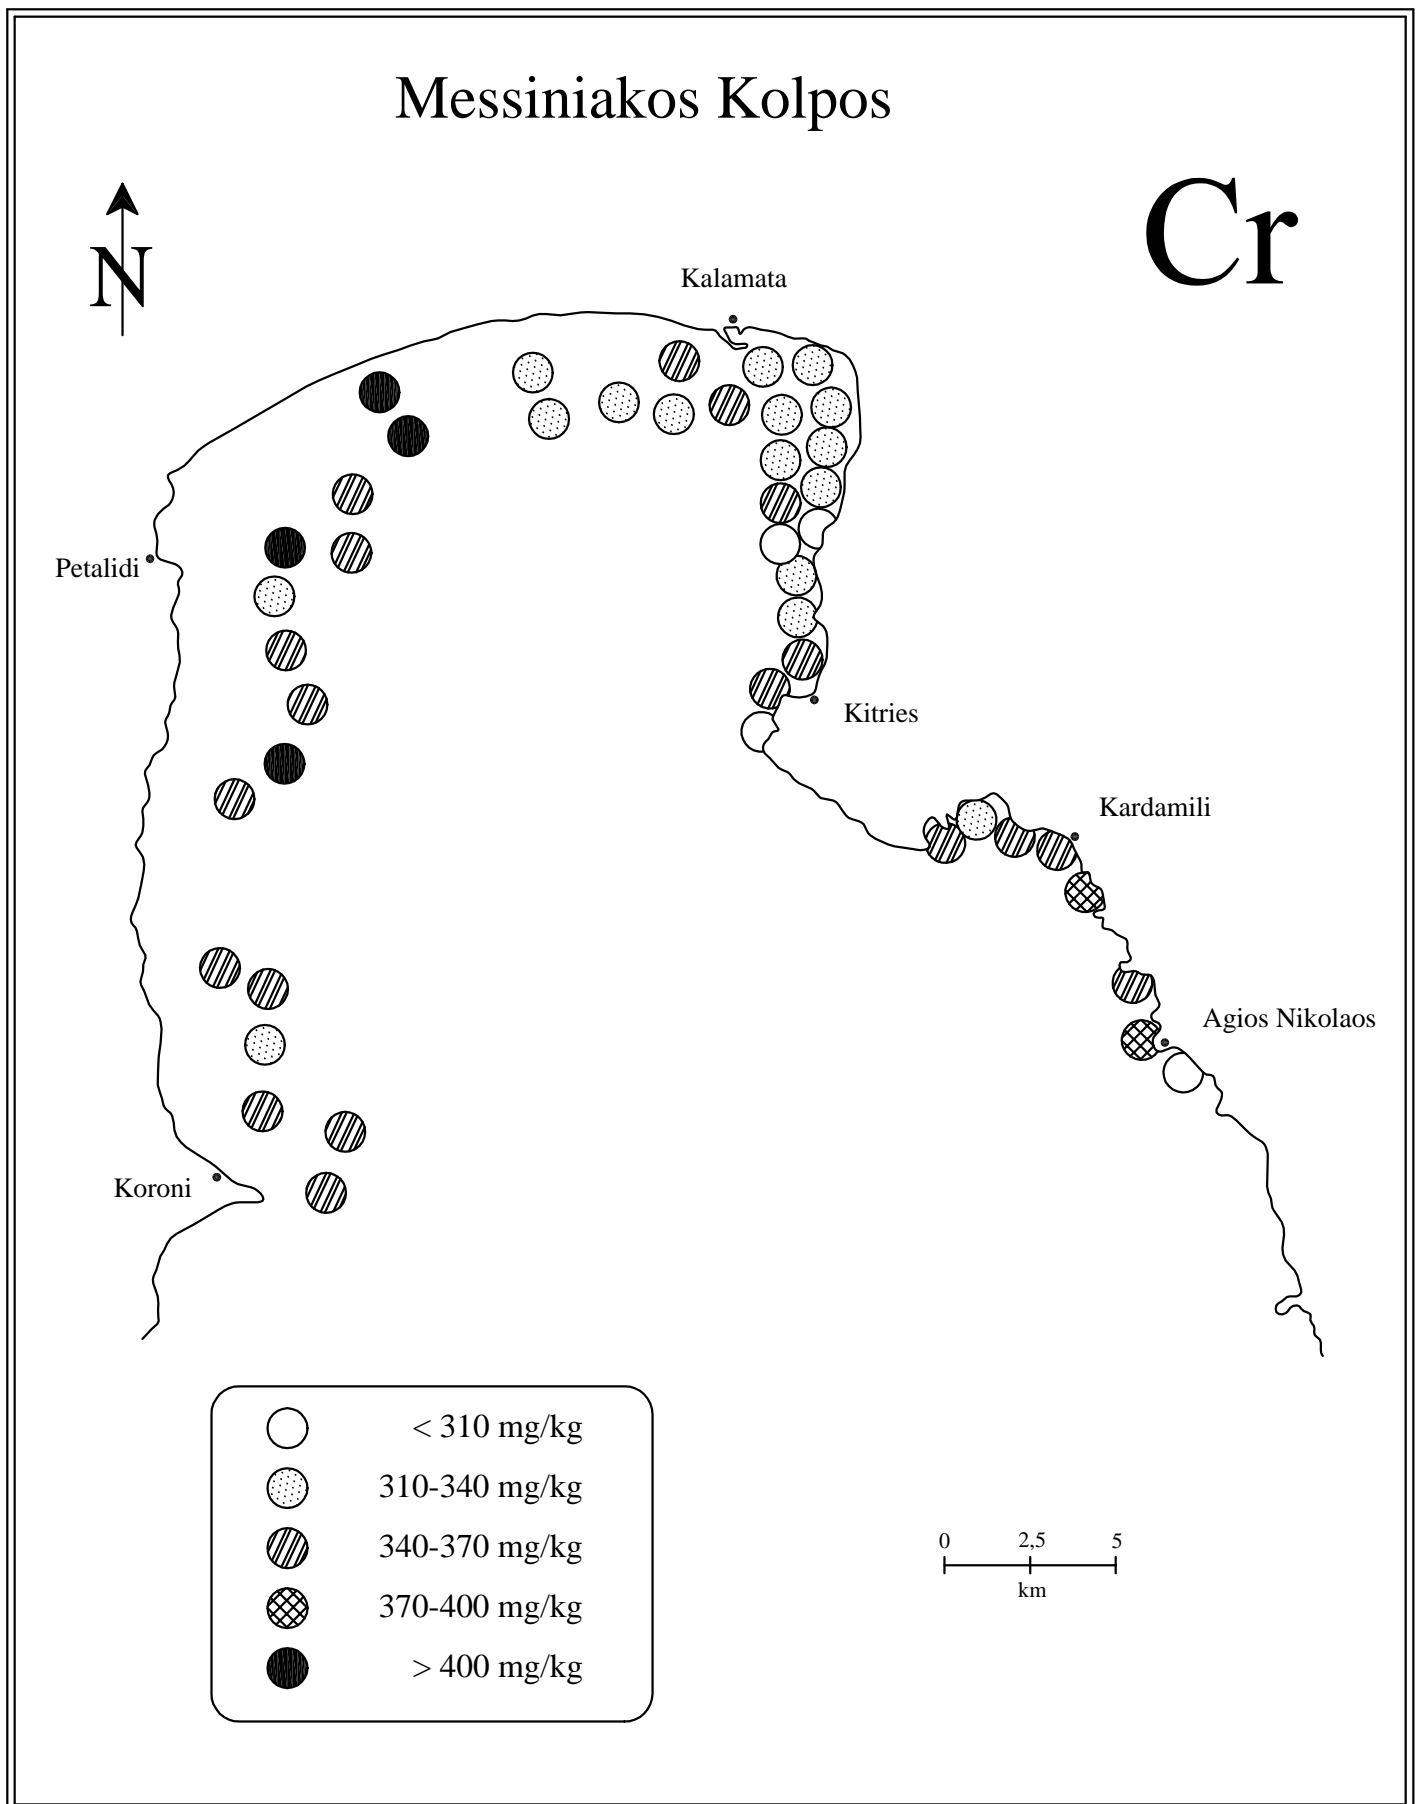 Messiniakos Kolpos
Cr
N
Kalamata
Petalidi
Kitries
Kardamili
Agios Nikolaos
Koroni
< 310 mg/kg
310-340 mg/kg
340-370 mg/kg
370-400 mg/kg
> 400 mg/kg
0 2,5 5
km